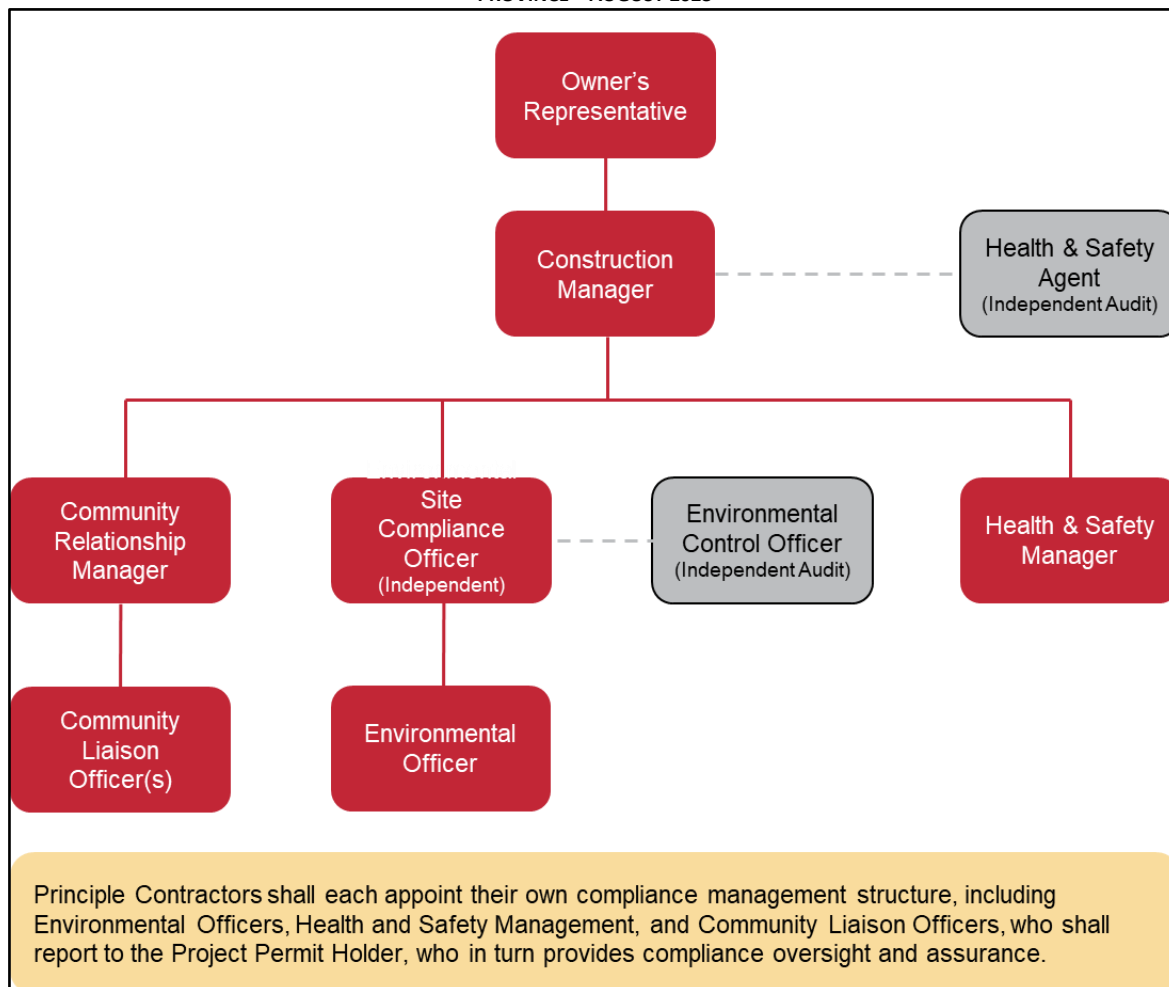 Owner's
Representative
Construction
Manager
Health & Safety
Agent
(Independent Audit)
Community
Relationship
Manager
Site
Compliance
Officer
(Independent)
Environmental
Control Officer
(Independent Audit)
Health & Safety
Manager
Community
Liaison
Officer(s)
Environmental
Officer
Principle Contractors shall each appoint their own compliance management structure, including
Environmental Officers, Health and Safety Management, and Community Liaison Officers, who shall
report to the Project Permit Holder, who in turn provides compliance oversight and assurance.